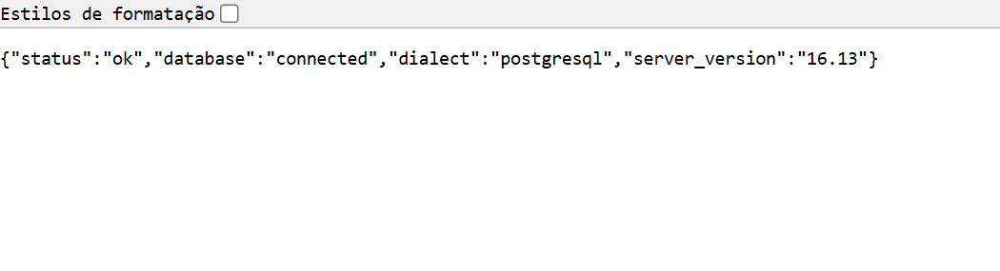 Estilos de formatação
{"status":"ok","database":"connected","dialect":"postgresql","server_version":"16.13"}